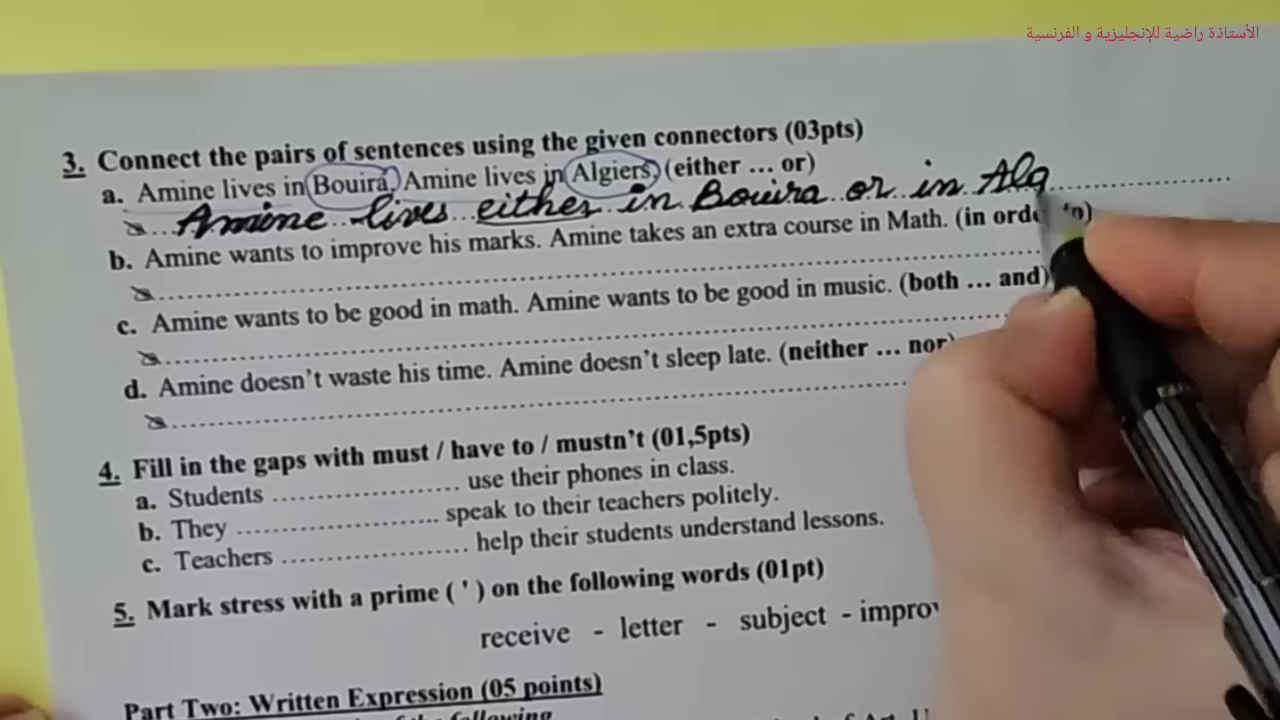 الأستاذة راضية للإنجليزية و الفرنسية
3. Connect the pairs of sentences using the given connectors (03pts)
a. Amine lives in Bouira, Amine lives in Algiers, (either ... or)
Amine lives either in Bouira or in Alg
b. Amine wants to improve his marks. Amine takes an extra course in Math. (in orde to)
c. Amine wants to be good in math. Amine wants to be good in music. (both ... and)
d. Amine doesn't waste his time. Amine doesn't sleep late. (neither ... nor)
4. Fill in the gaps with must / have to / mustn't (01,5pts)
a. Students .................... use their phones in class.
b. They .................... speak to their teachers politely.
c. Teachers .................... help their students understand lessons.
5. Mark stress with a prime ( ' ) on the following words (01pt)
receive - letter - subject - improv
Part Two: Written Expression (05 points)
of the following